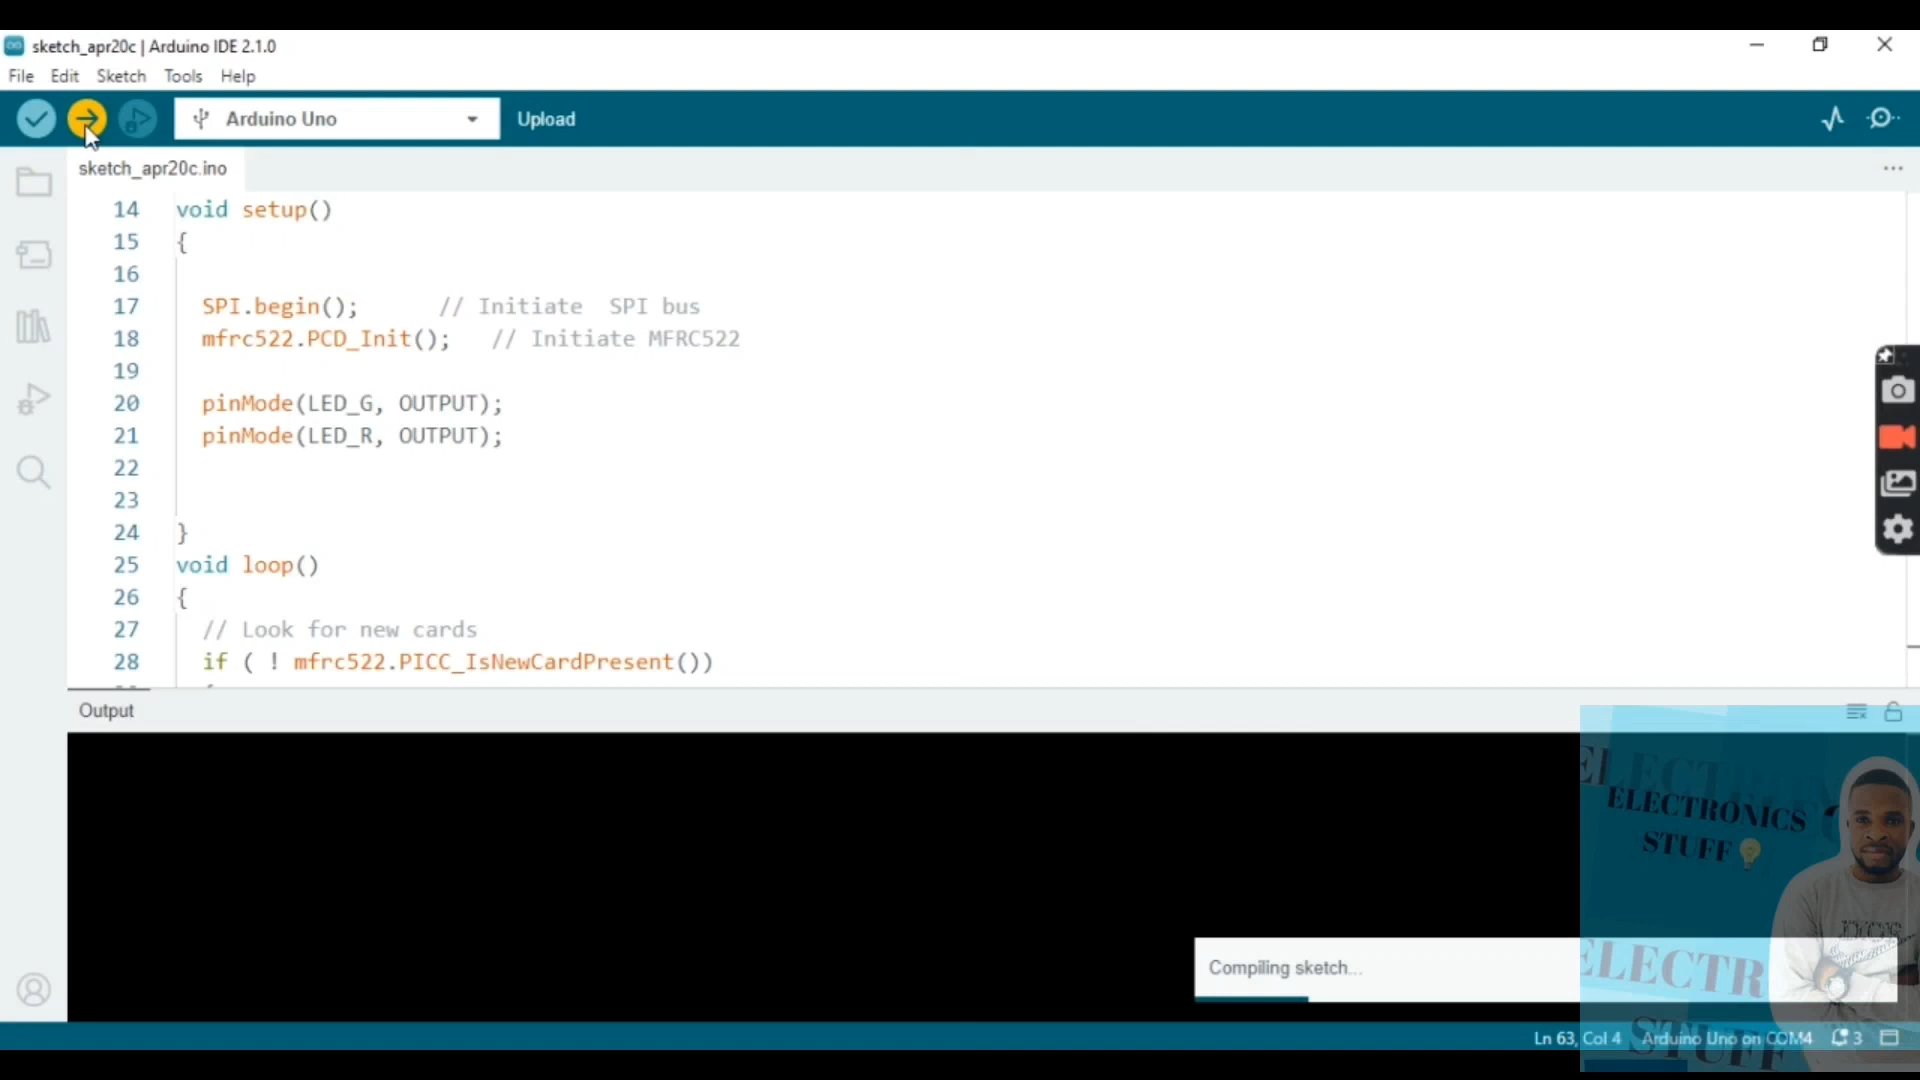 sketch_apr20c | Arduino IDE 2.1.0
File Edit Sketch Tools Help
Arduino Uno
Upload
sketch_apr20c.ino
14 void setup()
15 {
16
17 SPI.begin(); // Initiate  SPI bus
18 mfrc522.PCD_Init(); // Initiate MFRC522
19
20 pinMode(LED_G, OUTPUT);
21 pinMode(LED_R, OUTPUT);
22
23
24 }
25 void loop()
26 {
27 // Look for new cards
28 if ( ! mfrc522.PICC_IsNewCardPresent())
Output
ELECTRONICS
STUFF
Compiling sketch...
ELECTR
STUFF
Ln 63, Col 4 Arduino Uno on COM4 3